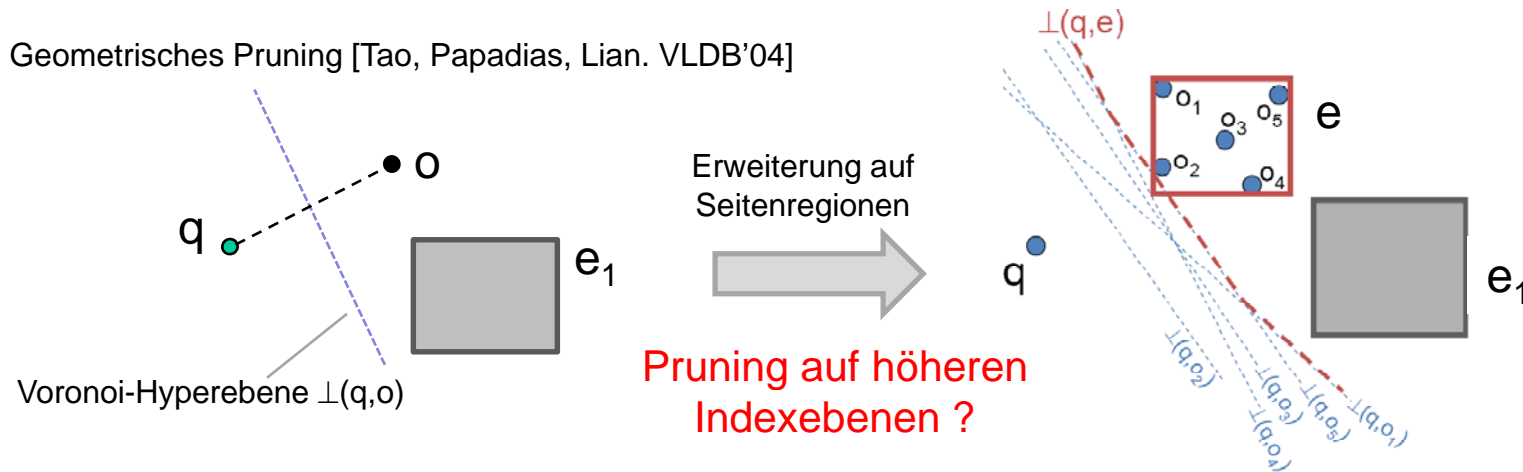 Geometrisches Pruning [Tao, Papadias, Lian. VLDB’04]
o
q
e1
Voronoi-Hyperebene ⊥(q,o)
Erweiterung auf
Seitenregionen
Pruning auf höheren
Indexebenen ?
⊥(q,e)
o1
o5
o3
o2
o4
e
q
e1
⊥(q,o2)
⊥(q,o4)
⊥(q,o3)
⊥(q,o5)
⊥(q,o1)